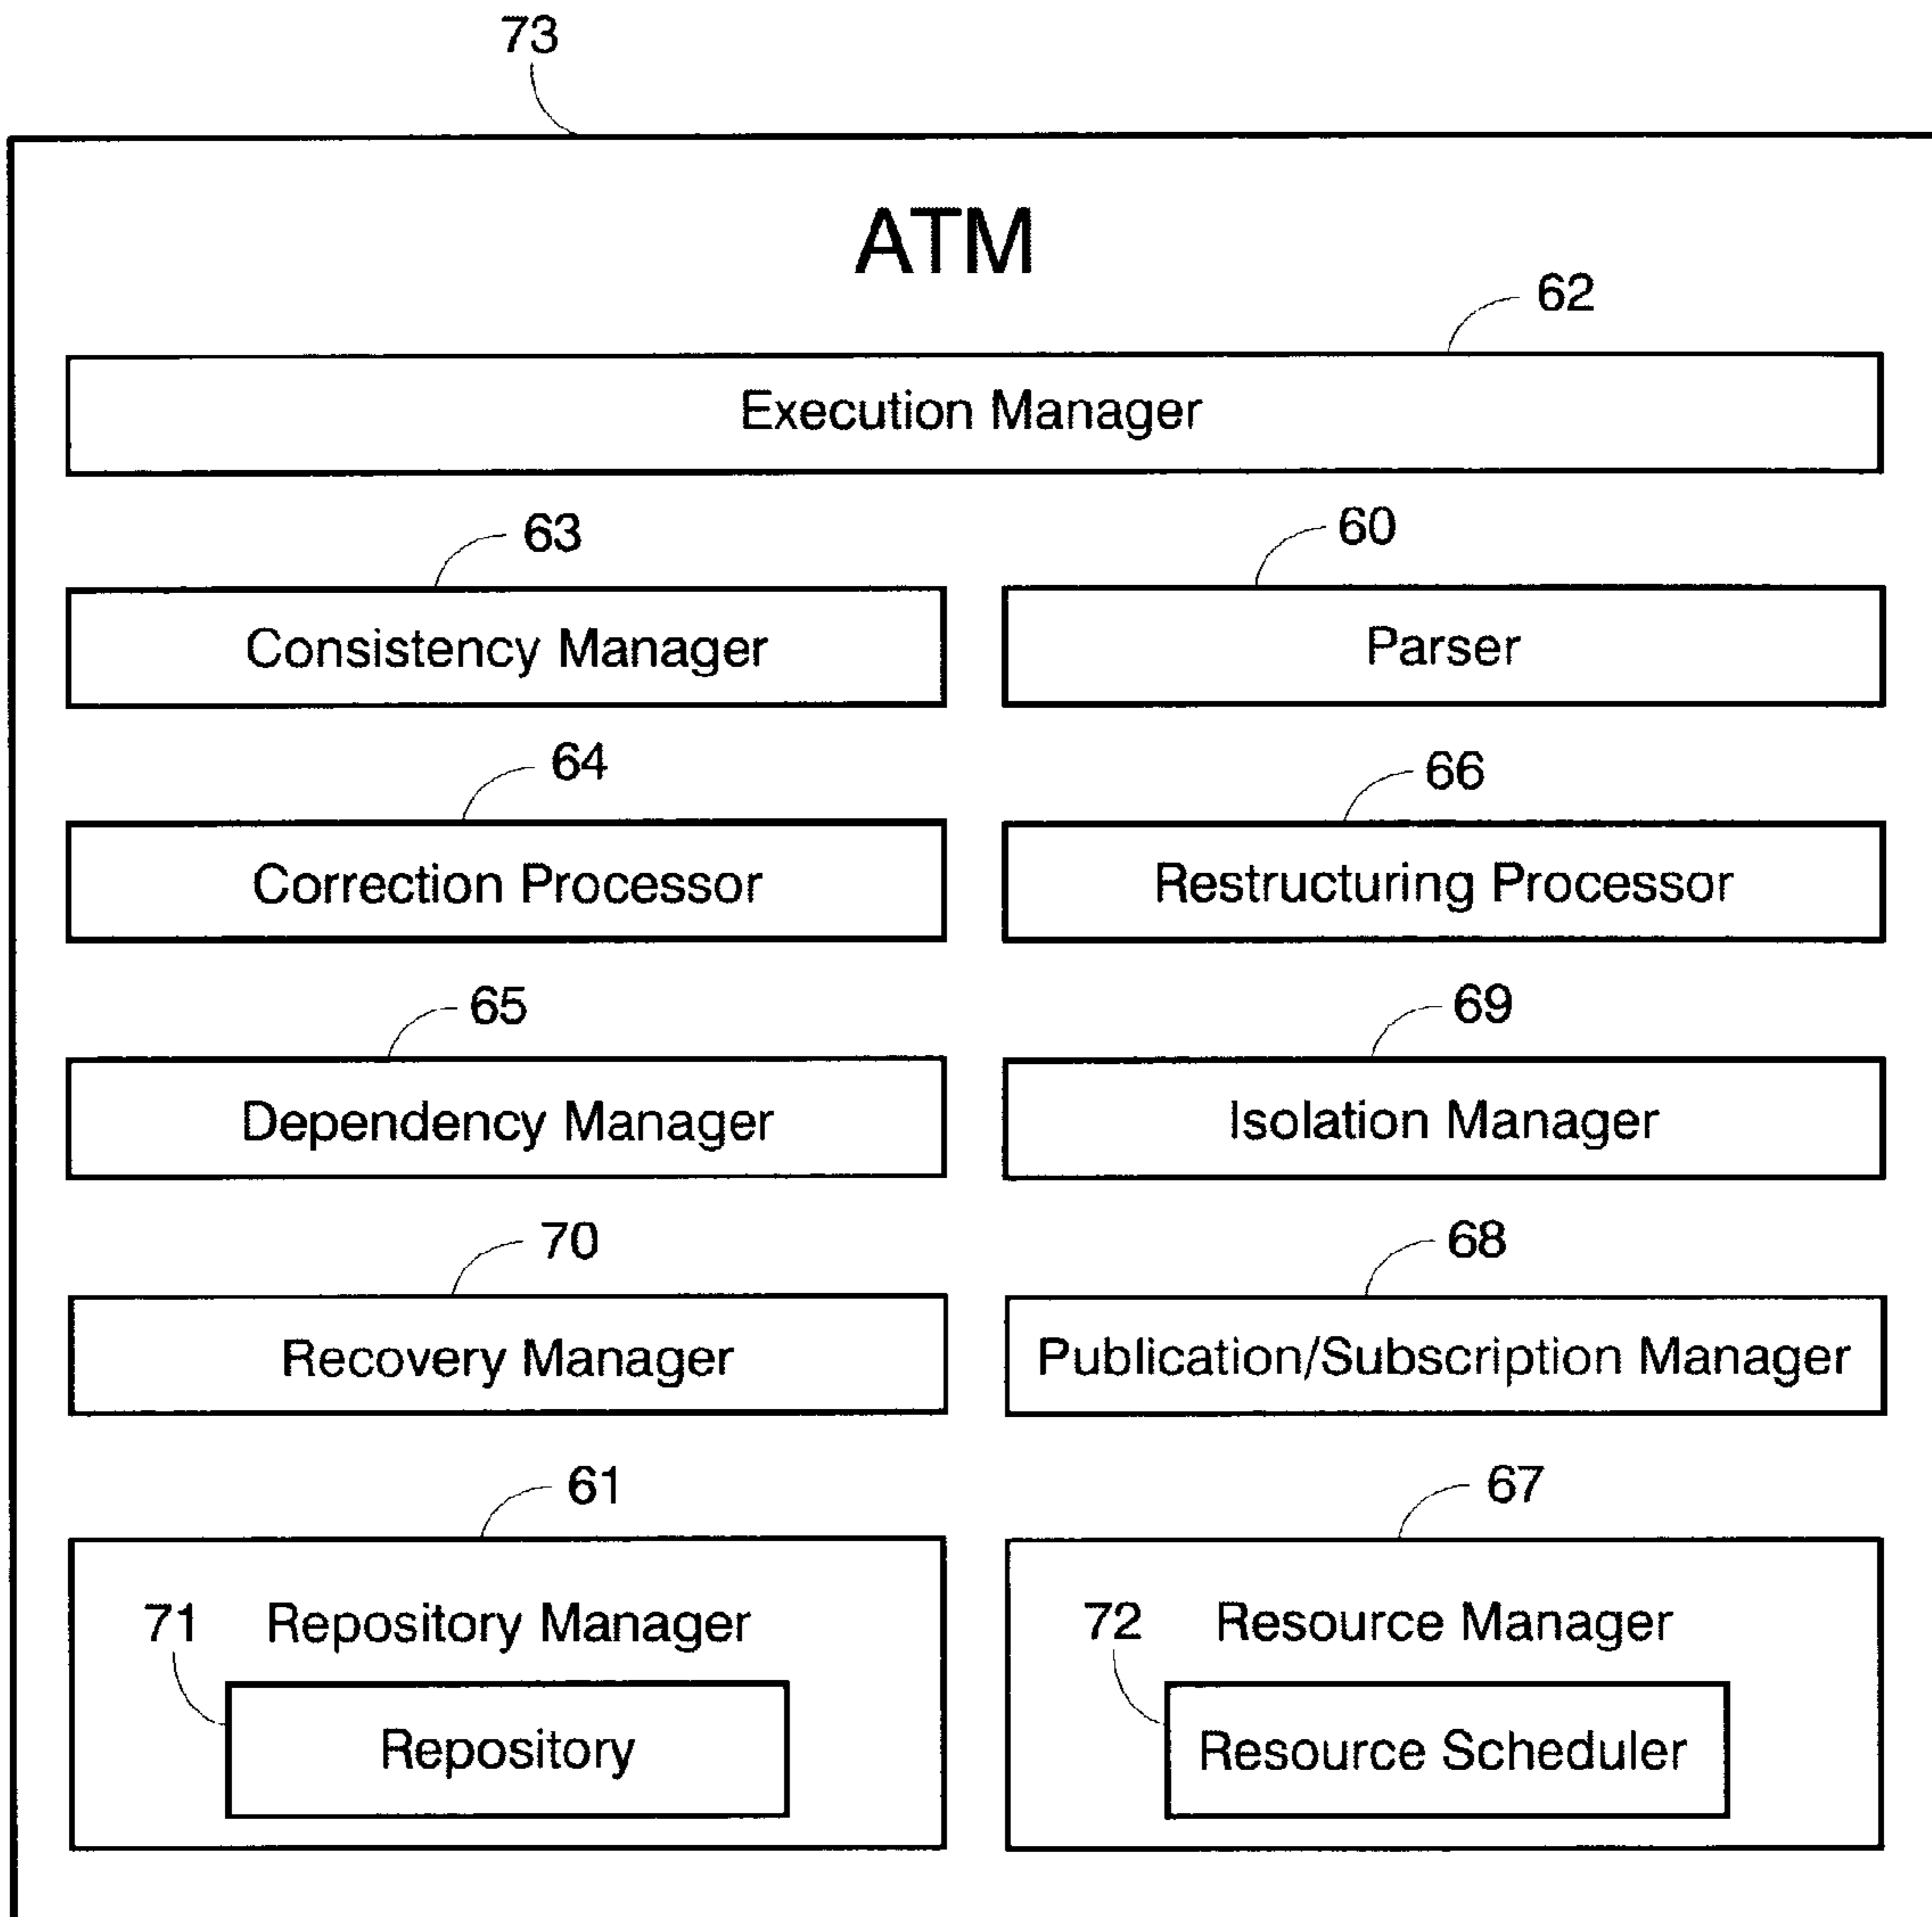 73
ATM
62
Execution Manager
63
60
Consistency Manager
Parser
64
66
Correction Processor
Restructuring Processor
65
69
Dependency Manager
Isolation Manager
70
68
Recovery Manager
Publication/Subscription Manager
61
67
71
Repository Manager
72
Resource Manager
Repository
Resource Scheduler